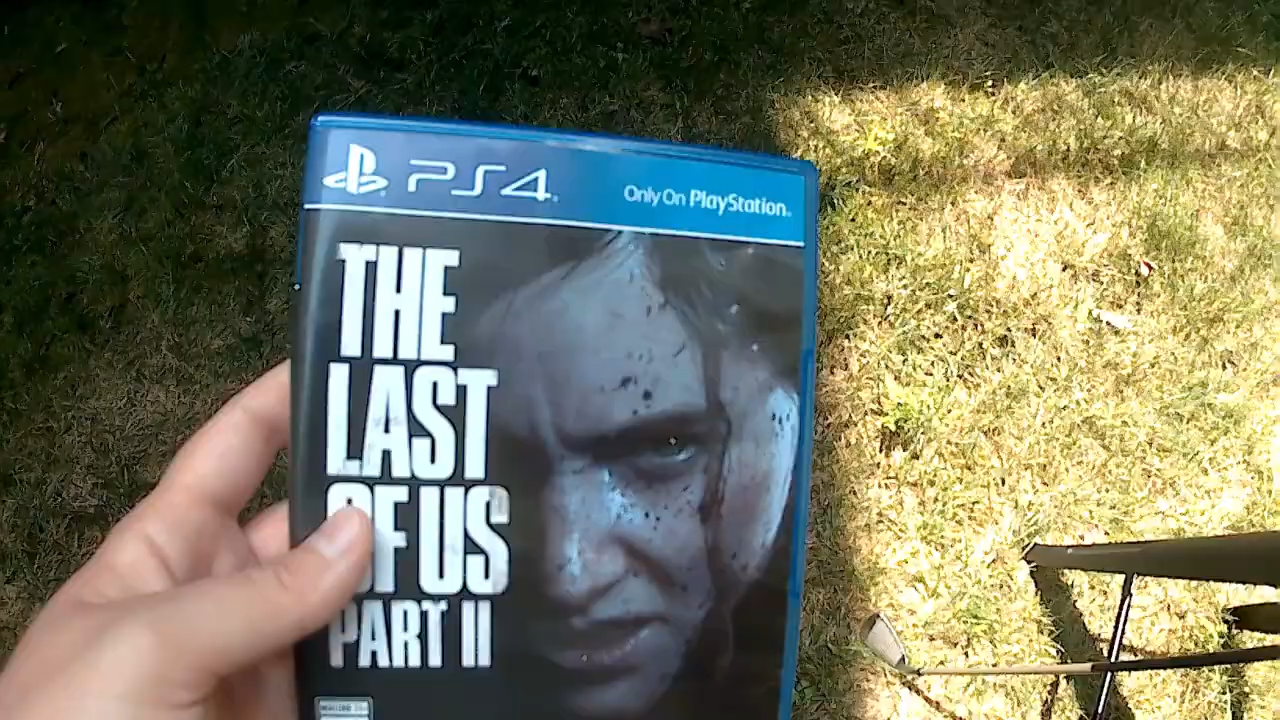 PS4
Only On PlayStation
THE
LAST
OF US
PART II